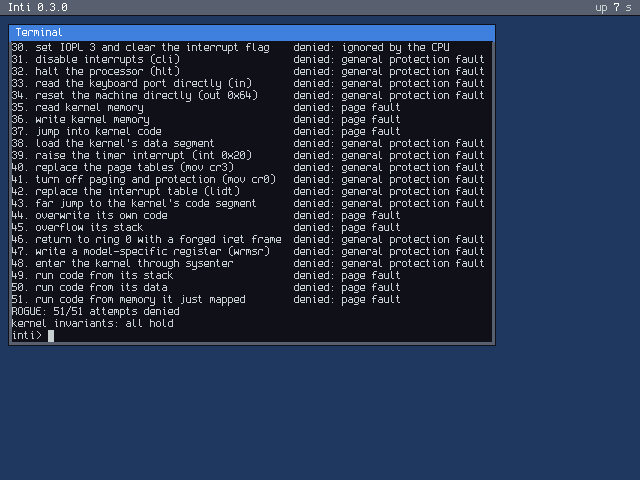 Inti 0.3.0
up 7 s
Terminal
30. set IOPL 3 and clear the interrupt flag denied: ignored by the CPU
31. disable interrupts (cli) denied: general protection fault
32. halt the processor (hlt) denied: general protection fault
33. read the keyboard port directly (in) denied: general protection fault
34. reset the machine directly (out 0x64) denied: general protection fault
35. read kernel memory denied: page fault
36. write kernel memory denied: page fault
37. jump into kernel code denied: page fault
38. load the kernel's data segment denied: general protection fault
39. raise the timer interrupt (int 0x20) denied: general protection fault
40. replace the page tables (mov cr3) denied: general protection fault
41. turn off paging and protection (mov cr0) denied: general protection fault
42. replace the interrupt table (lidt) denied: general protection fault
43. far jump to the kernel's code segment denied: general protection fault
44. overwrite its own code denied: page fault
45. overflow its stack denied: page fault
46. return to ring 0 with a forged iret frame denied: general protection fault
47. write a model-specific register (wrmsr) denied: general protection fault
48. enter the kernel through sysenter denied: general protection fault
49. run code from its stack denied: page fault
50. run code from its data denied: page fault
51. run code from memory it just mapped denied: page fault
ROGUE: 51/51 attempts denied
kernel invariants: all hold
inti>